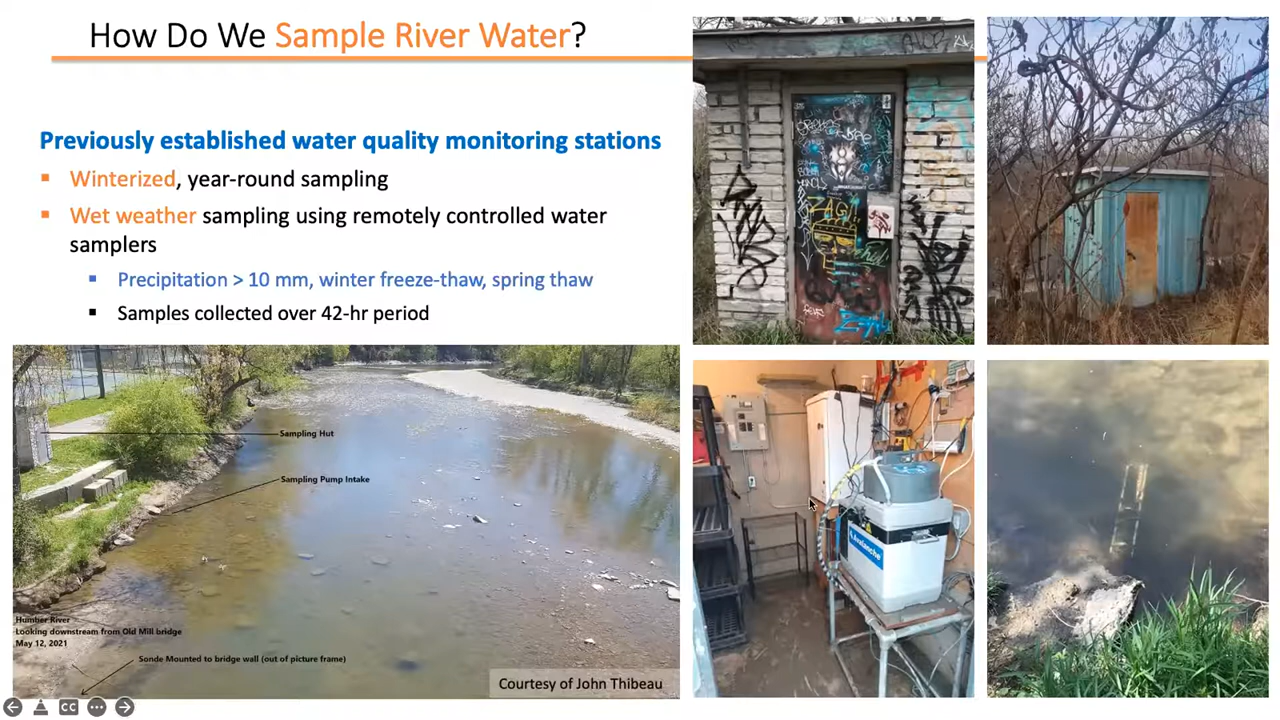 How Do We Sample River Water?
Previously established water quality monitoring stations
Winterized, year-round sampling
Wet weather sampling using remotely controlled water
samplers
Precipitation > 10 mm, winter freeze-thaw, spring thaw
Samples collected over 42-hr period
Sampling Hut
Sampling Pump Intake
Humber River
Looking downstream from Old Mill bridge
May 12, 2021
Sonde Mounted to bridge wall (out of picture frame)
Courtesy of John Thibeau
ZAGI
Avalanche
CC